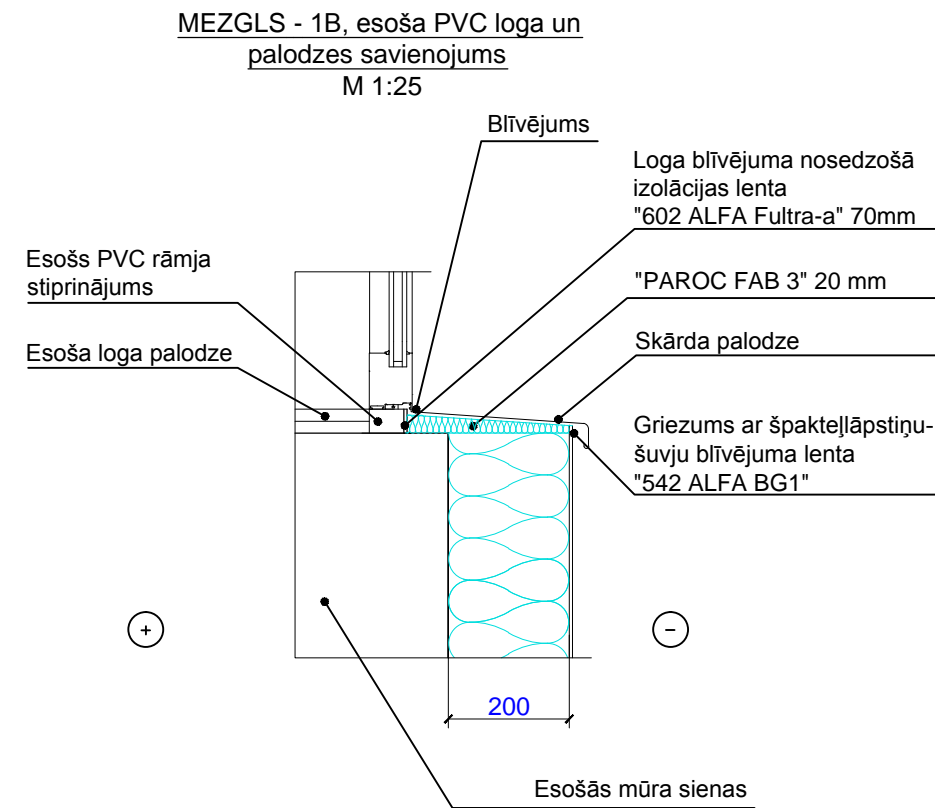 MEZGLS - 1B, esoša PVC loga un
palodzes savienojums
M 1:25
Blīvējums
Loga blīvējuma nosedzošā
izolācijas lenta
"602 ALFA Fultra-a" 70mm
Esošs PVC rāmja
stiprinājums
"PAROC FAB 3" 20 mm
Esoša loga palodze
Skārda palodze
Griezums ar špakteļlāpstiņu-
šuvju blīvējuma lenta
"542 ALFA BG1"
+
-
200
Esošās mūra sienas